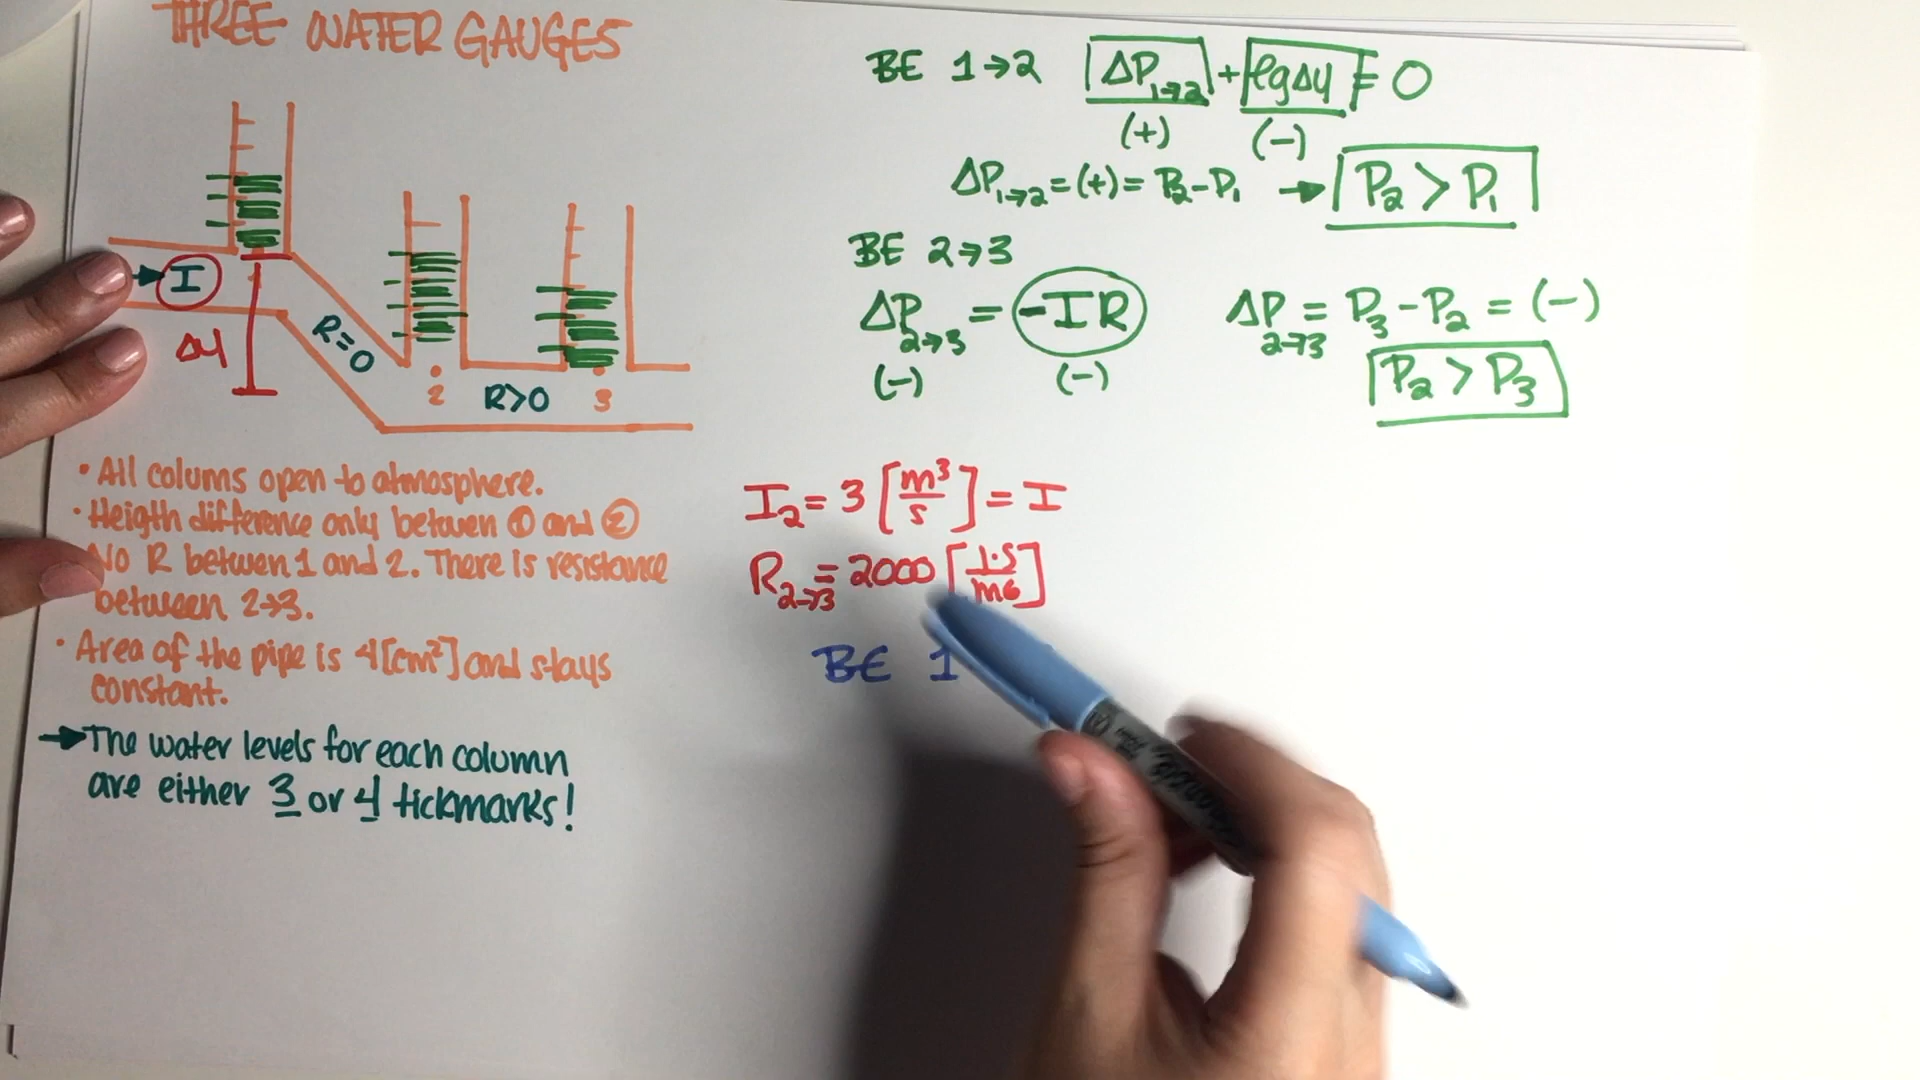 THREE WATER GAUGES
I
ΔY
R=0
1
2
R>0
3
• All colums open to atmosphere.
• Heigth difference only betwen ① and ②
No R betwen 1 and 2. There is resistance
between 2→3.
• Area of the pipe is 4[cm²] and stays
constant.
→ The water levels for each column
are either 3 or 4 tickmarks!
BE 1→2 ΔP1→2 + ρgΔy = 0
(+) (-)
ΔP1→2 = (+) = P2-P1 → P2 > P1
BE 2→3
ΔP2→3 = -IR
(-) (-)
ΔP2→3 = P3-P2 = (-)
P2 > P3
I2 = 3 [m³/s] = I
R2→3 = 2000 [J·S/m6]
BE 1